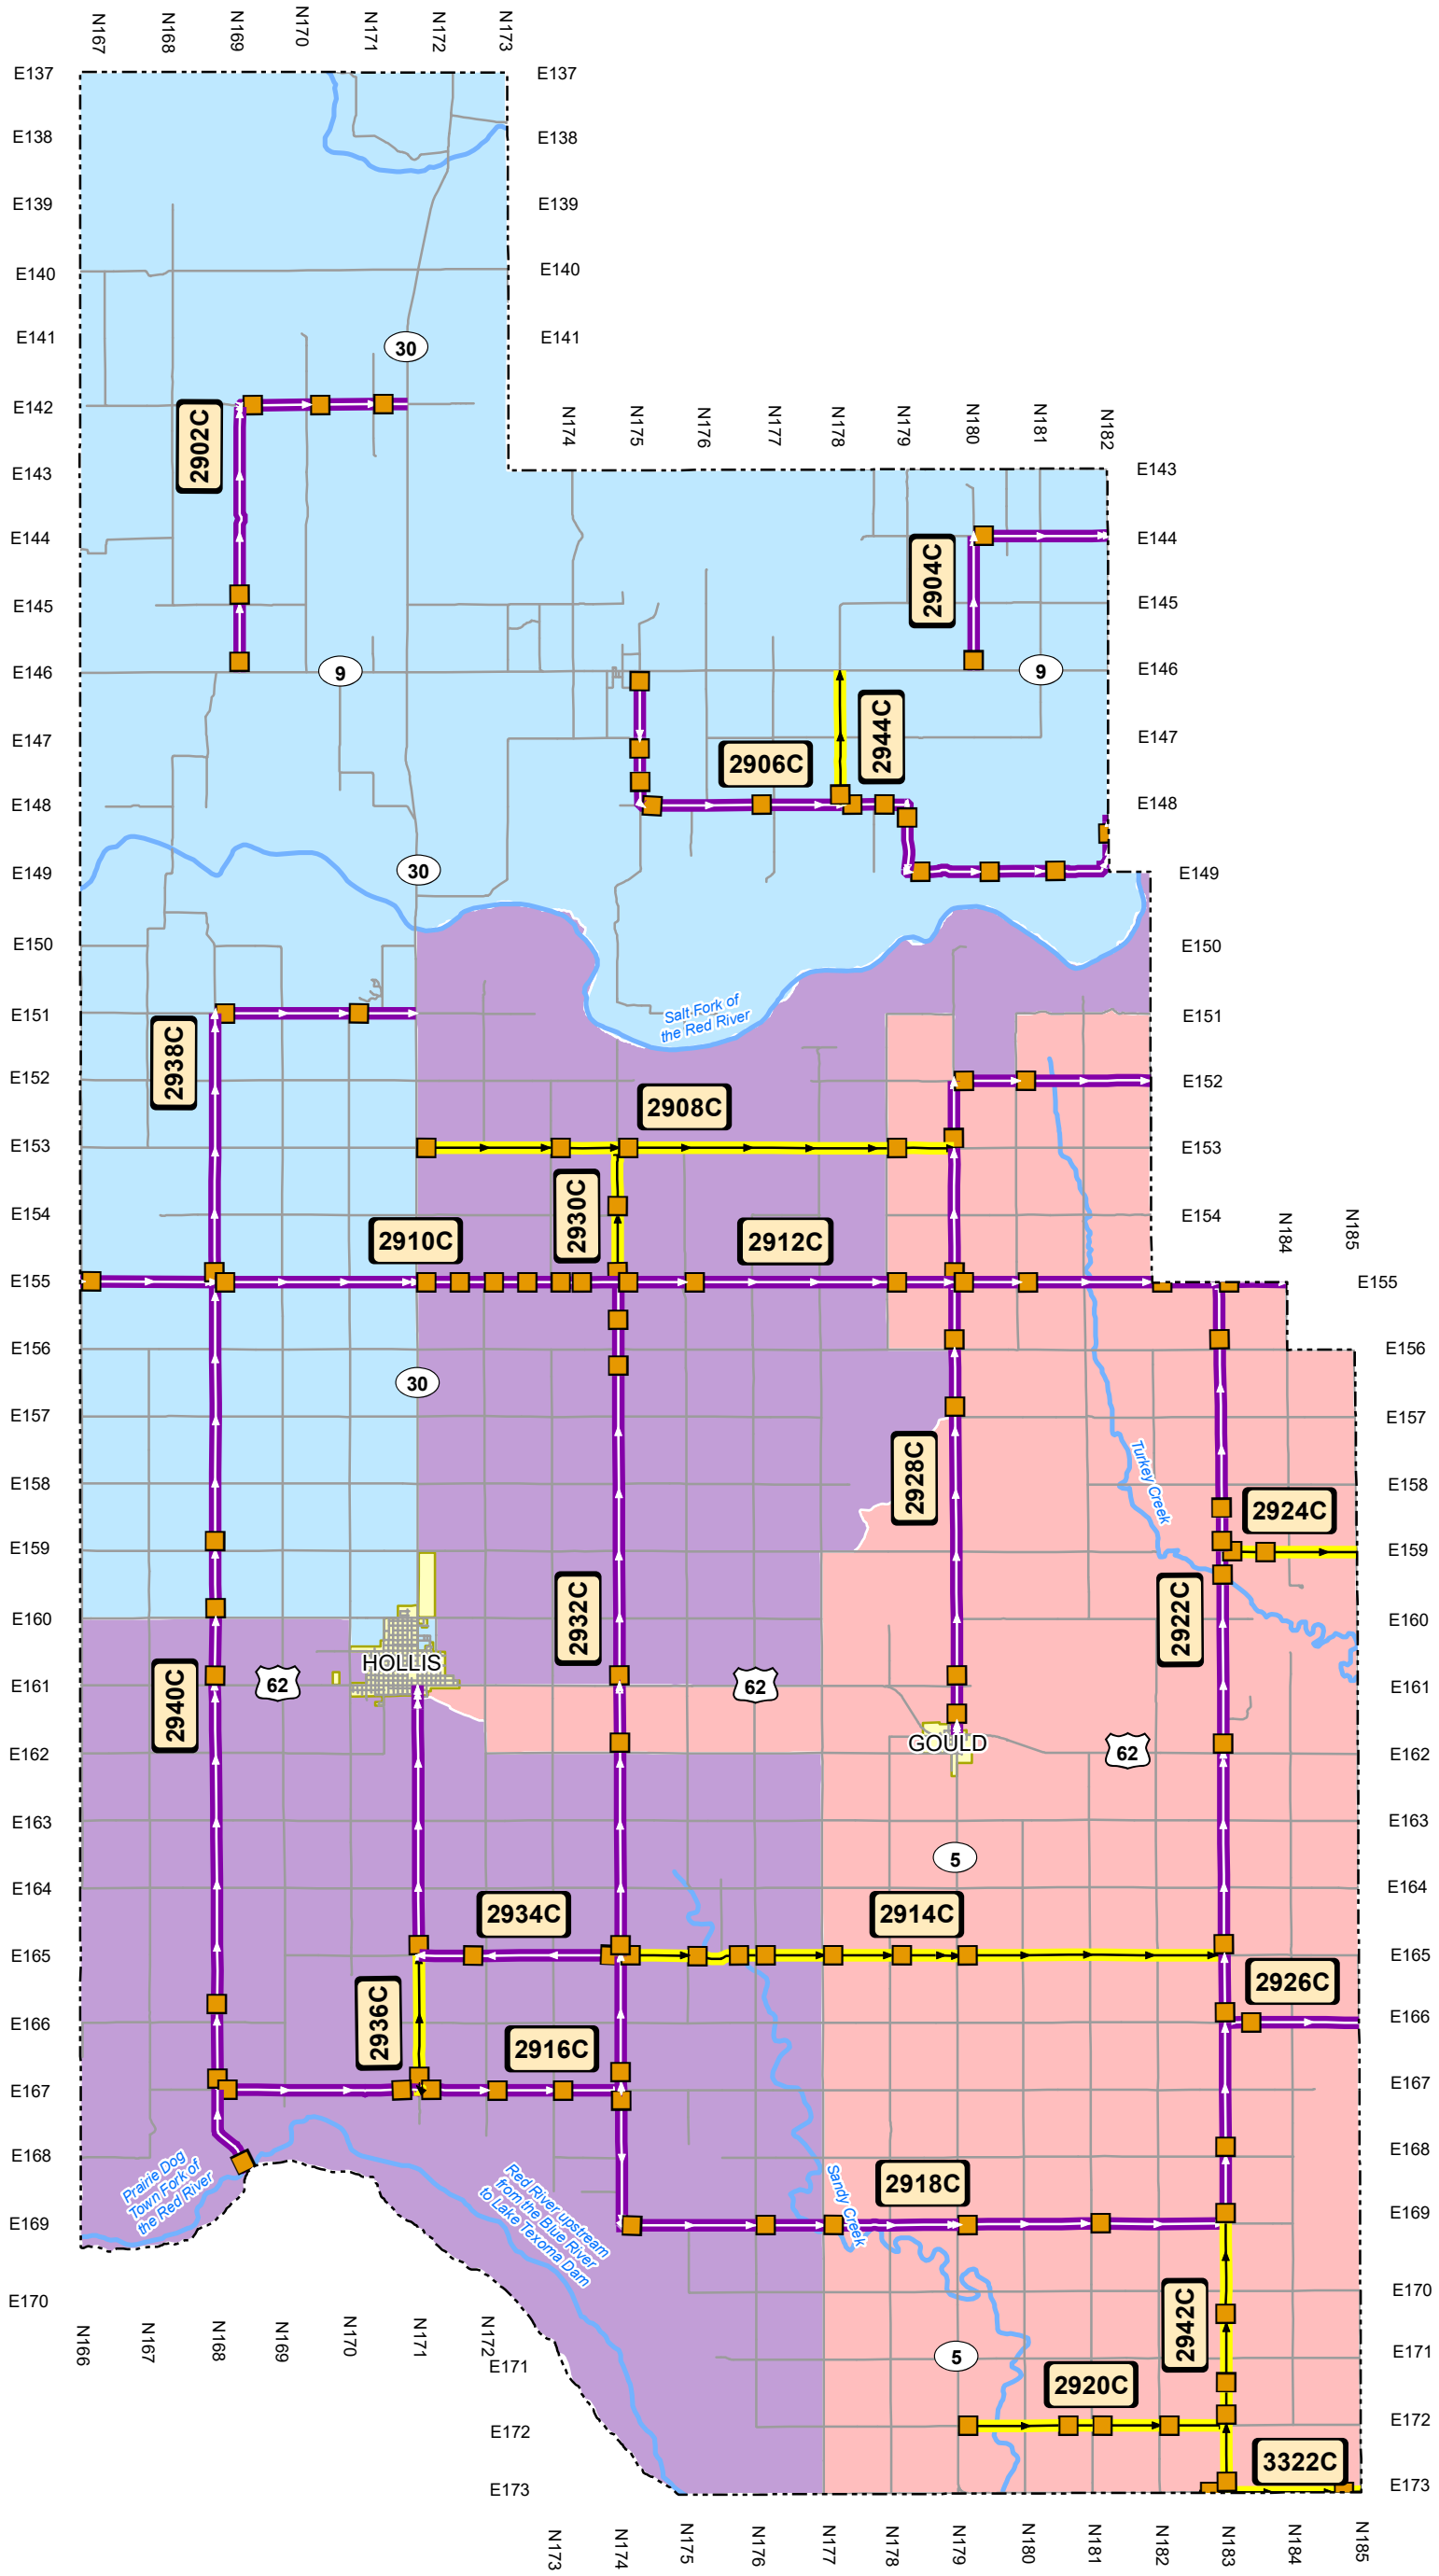 N167
N168
N169
N170
N171
N172
N173
E137
E137
E138
E138
E139
E139
E140
E140
E141
E141
30
E142
2902C
N174
N175
N176
N177
N178
N179
N180
N181
N182
E143
E143
E144
E144
2904C
E145
E145
E146
9
9
E146
2944C
E147
E147
2906C
E148
E148
E149
30
E149
E150
E150
Salt Fork of
the Red River
E151
E151
2938C
E152
E152
2908C
E153
E153
2930C
E154
E154
N184
N185
2910C
2912C
E155
E155
E156
E156
30
E157
E157
2928C
Turkey Creek
E158
E158
2924C
E159
E159
2932C
2922C
E160
E160
HOLLIS
2940C
62
62
E161
E161
GOULD
62
E162
E162
E163
E163
5
E164
E164
2934C
2914C
E165
E165
2926C
2936C
E166
E166
2916C
E167
E167
E168
E168
Prairie Dog
Town Fork of
the Red River
Red River upstream
from the Blue River
to Lake Texoma Dam
Sandy Creek
2918C
E169
E169
E170
E170
2942C
N166
N167
N168
N169
N170
N171
N172
E171
5
E171
2920C
E172
E172
3322C
E173
E173
N173
N174
N175
N176
N177
N178
N179
N180
N181
N182
N183
N184
N185